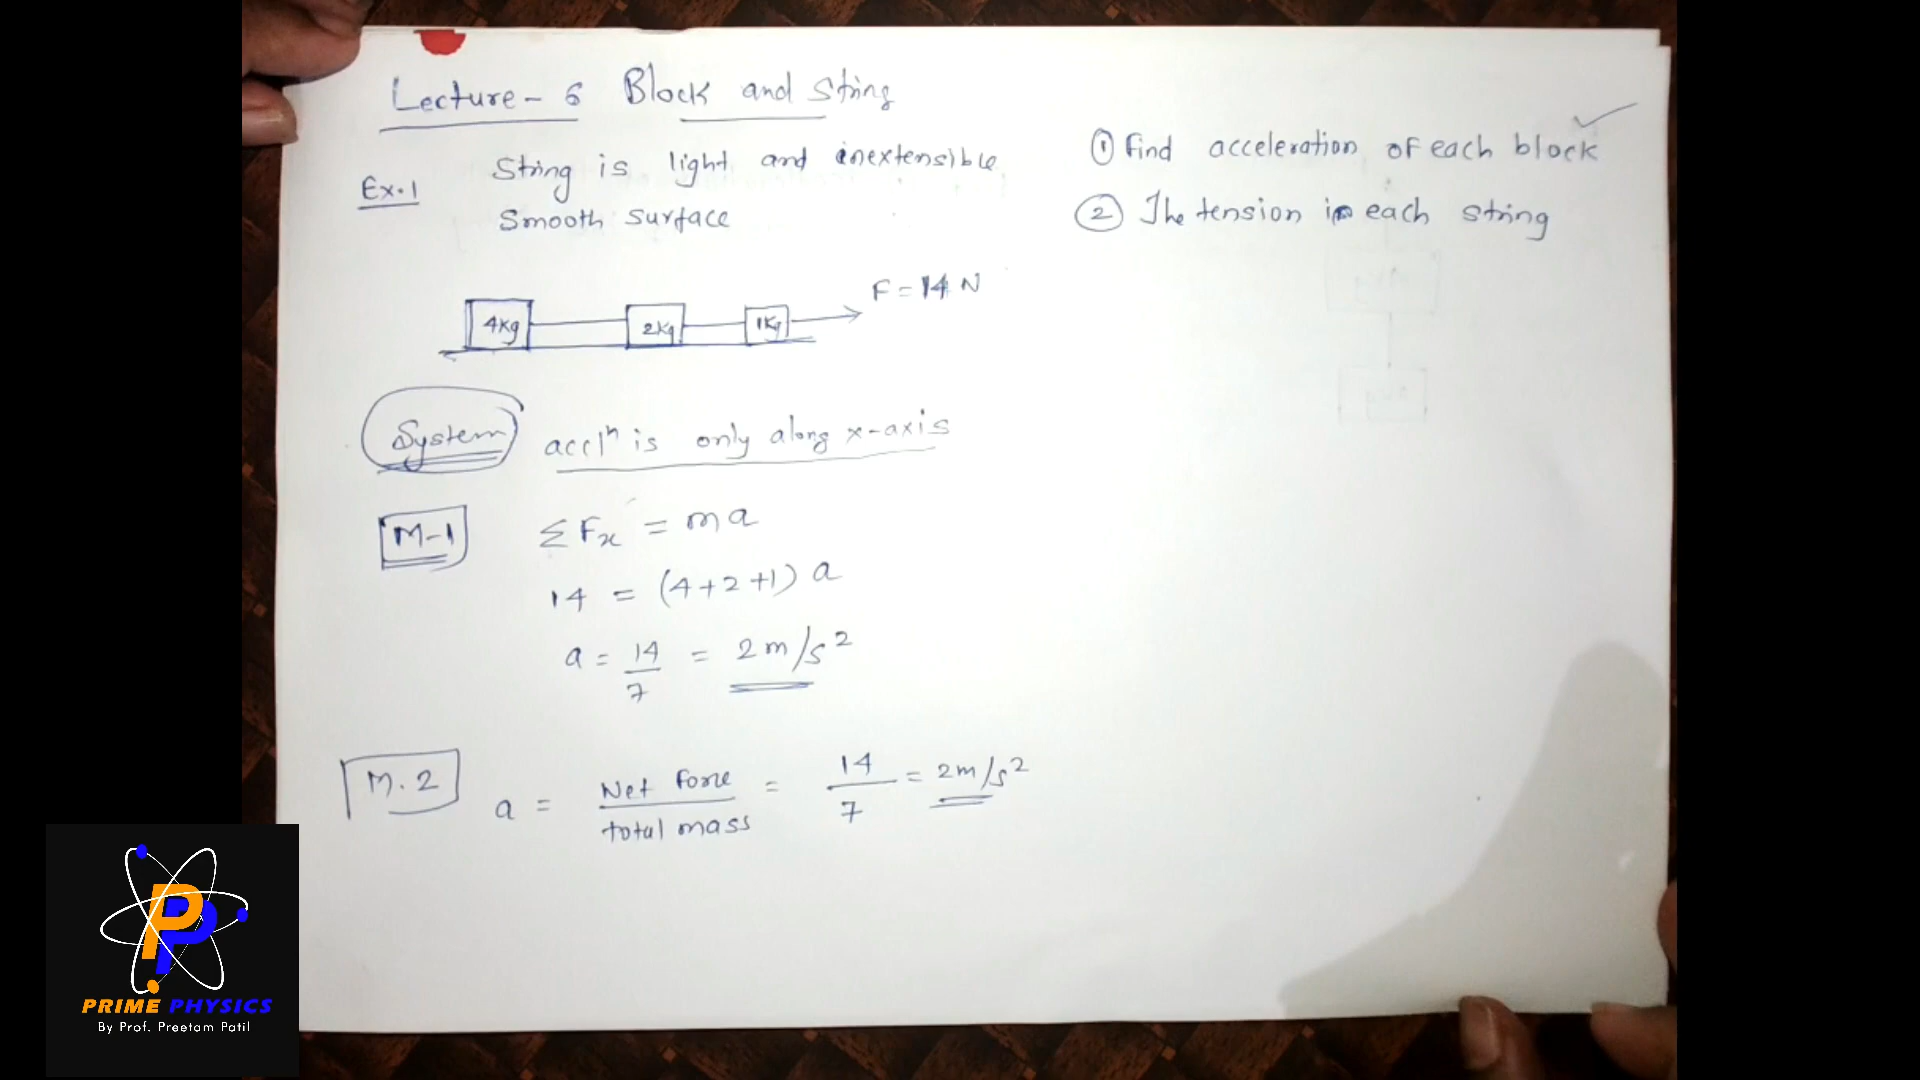 Lecture - 6 Block and String
Ex.1
String is light and inextensible
Smooth surface
① Find acceleration of each block
② The tension in each string
4Kg
2Kg
1Kg
F = 14 N
System
acclⁿ is only along x-axis
M-1
ΣFx = ma
14 = (4+2+1) a
a = 14/7 = 2 m/s²
M.2
a = Net Force / total mass = 14/7 = 2m/s²
PP
PRIME PHYSICS
By Prof. Preetam Patil